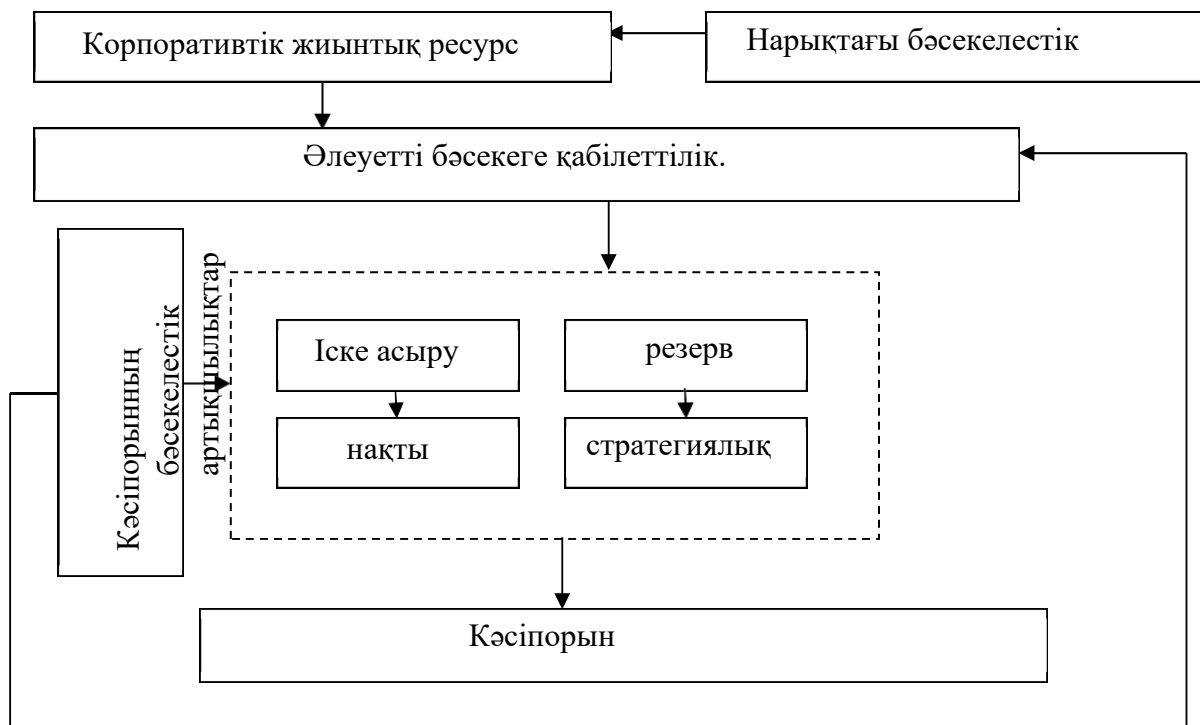 Корпоративтік жиынтық ресурс
Нарықтағы бәсекелестік
Әлеуетті бәсекеге қабілеттілік.
Кәсіпорынның
бәсекелестік
артықшылықтар
Іске асыру
резерв
нақты
стратегиялық
Кәсіпорын